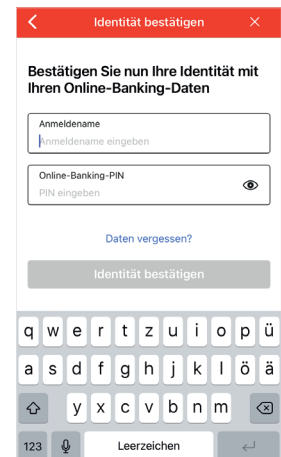 Identität bestätigen
Bestätigen Sie nun Ihre Identität mit
Ihren Online-Banking-Daten
Anmeldename
Anmeldename eingeben
Online-Banking-PIN
PIN eingeben
Daten vergessen?
Identität bestätigen
q w e r t z u i o p ü
a s d f g h j k l ö ä
y x c v b n m
123 Leerzeichen